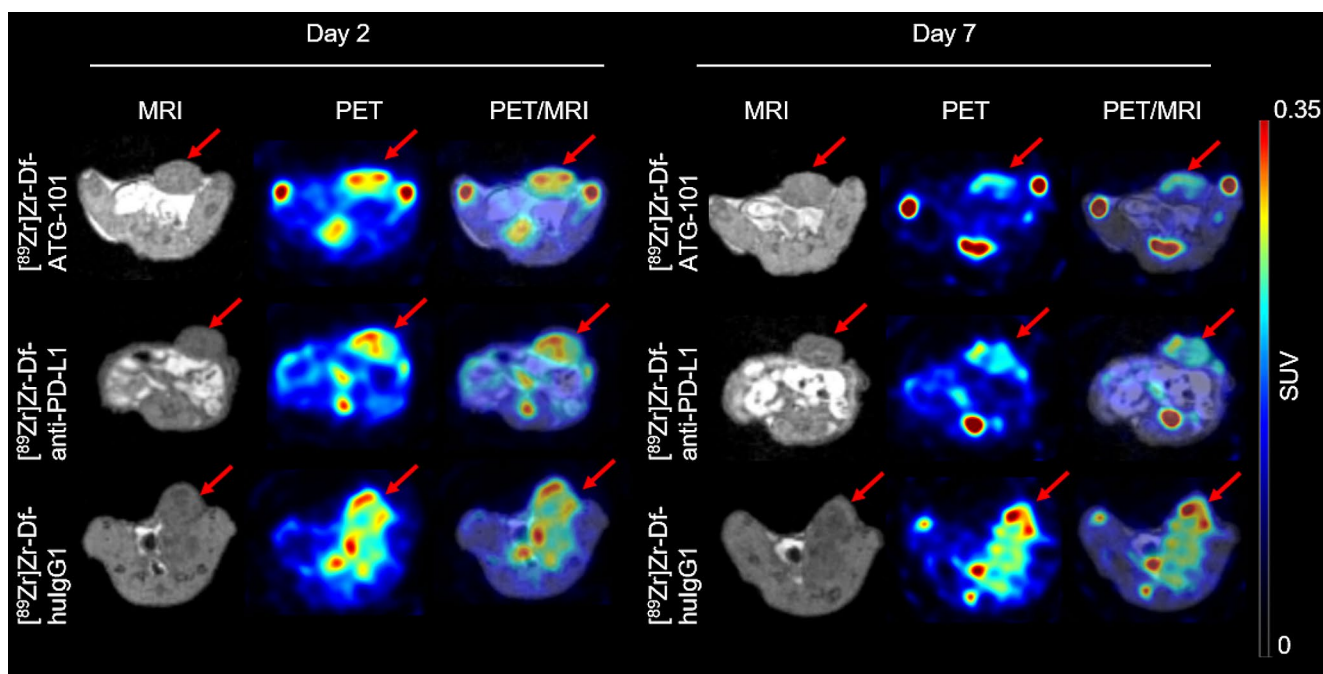 Day 2
Day 7
MRI PET PET/MRI
MRI PET PET/MRI
0.35
[⁸⁹Zr]Zr-Df-
ATG-101
[⁸⁹Zr]Zr-Df-
ATG-101
[⁸⁹Zr]Zr-Df-
anti-PD-L1
[⁸⁹Zr]Zr-Df-
anti-PD-L1
SUV
[⁸⁹Zr]Zr-Df-
huIgG1
[⁸⁹Zr]Zr-Df-
huIgG1
0